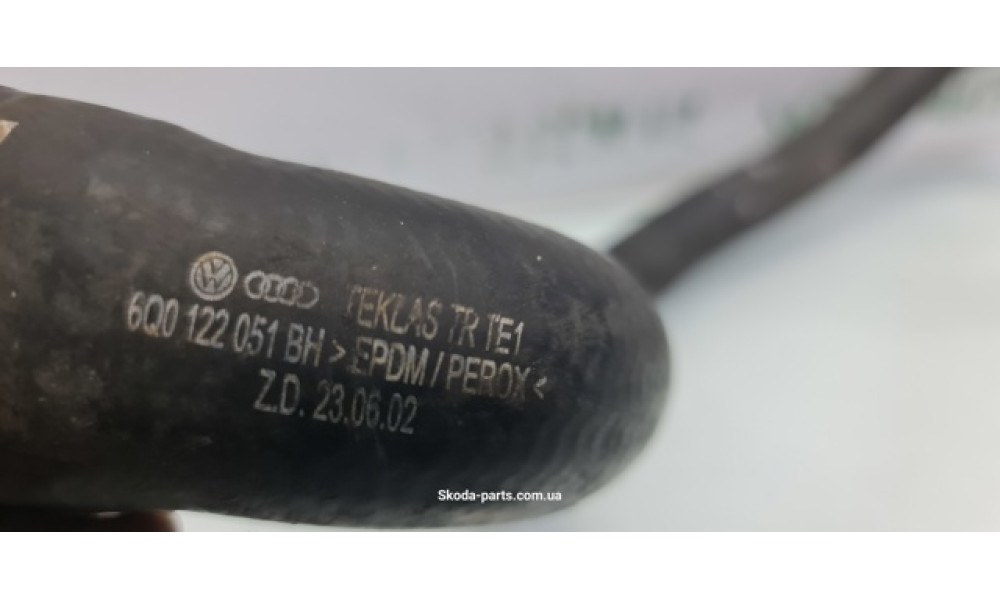 TEKLAS TR TE1
6Q0 122 051 BH > EPDM / PEROX <
Z.D. 23.06.02
Skoda-parts.com.ua